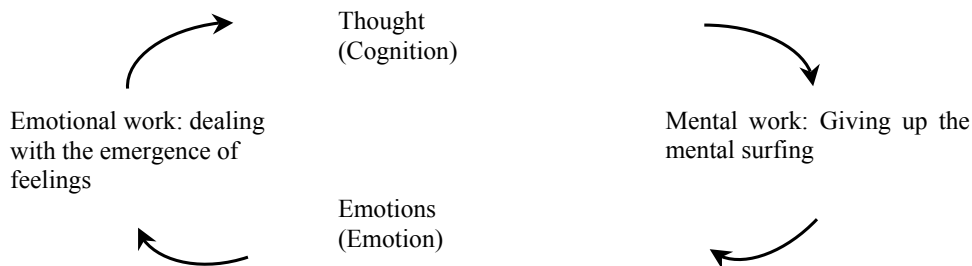 Thought
(Cognition)
Emotional work: dealing
with the emergence of
feelings
Mental work: Giving up the
mental surfing
Emotions
(Emotion)